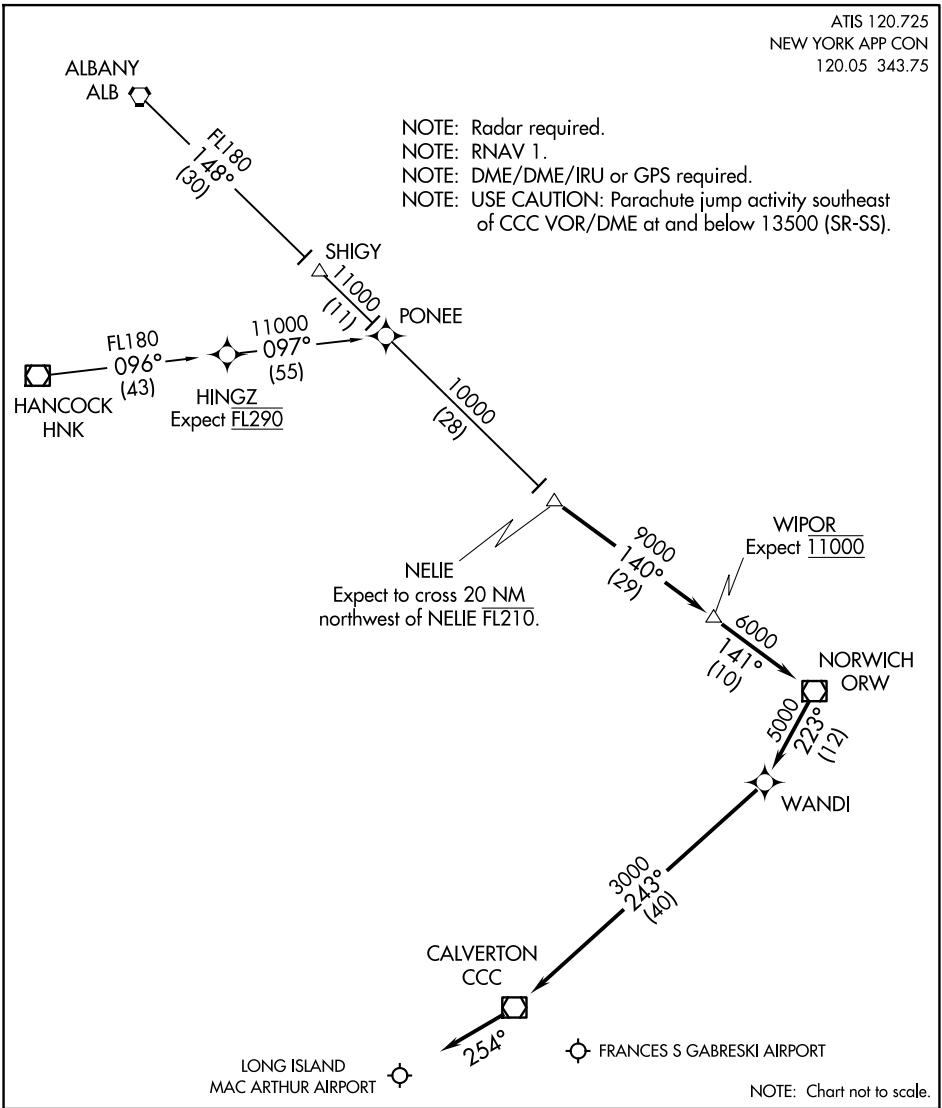 ATIS 120.725
NEW YORK APP CON
120.05 343.75
ALBANY
ALB
NOTE: Radar required.
NOTE: RNAV 1.
NOTE: DME/DME/IRU or GPS required.
NOTE: USE CAUTION: Parachute jump activity southeast
of CCC VOR/DME at and below 13500 (SR-SS).
FL180
148°
(30)
SHIGY
11000
(11)
PONEE
FL180
096°
(43)
11000
097°
(55)
HANCOCK
HNK
HINGZ
Expect FL290
10000
(28)
NELIE
Expect to cross 20 NM
northwest of NELIE FL210.
9000
140°
(29)
WIPOR
Expect 11000
6000
141°
(10)
NORWICH
ORW
5000
223°
(12)
WANDI
3000
243°
(40)
CALVERTON
CCC
254°
LONG ISLAND
MAC ARTHUR AIRPORT
FRANCES S GABRESKI AIRPORT
NOTE: Chart not to scale.